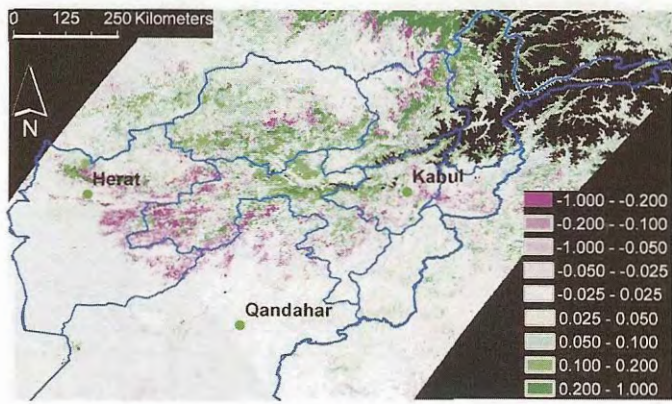 0 125 250 Kilometers
N
Herat
Kabul
Qandahar
-1.000 - -0.200
-0.200 - -0.100
-1.000 - -0.050
-0.050 - -0.025
-0.025 - 0.025
0.025 - 0.050
0.050 - 0.100
0.100 - 0.200
0.200 - 1.000